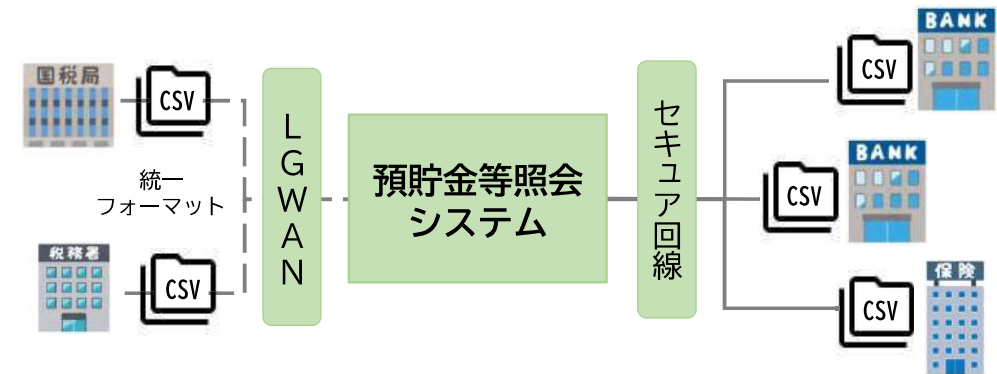 国税局
CSV
統一
フォーマット
税務署
CSV
LGWAN
預貯金等照会
システム
セキュア回線
CSV
BANK
CSV
BANK
CSV
保険